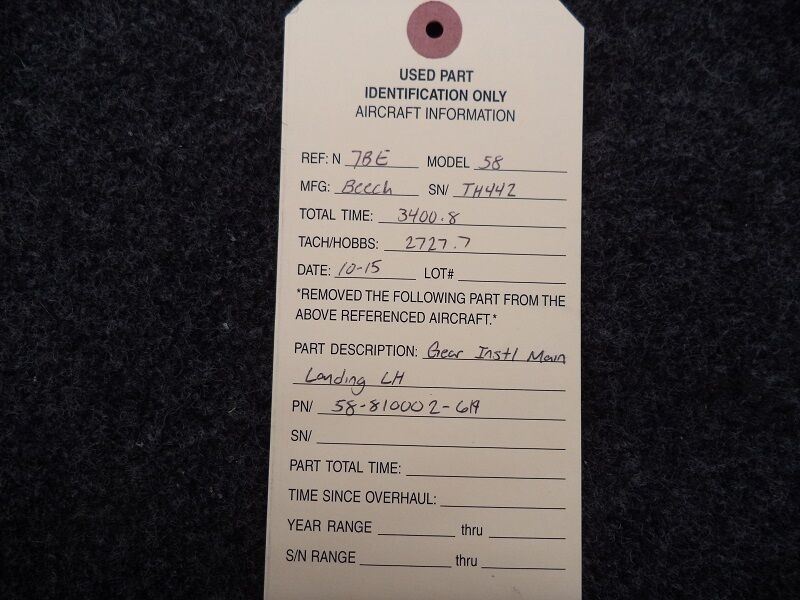 USED PART
IDENTIFICATION ONLY
AIRCRAFT INFORMATION
REF: N 7BE MODEL 58
MFG: Beech SN/ TH442
TOTAL TIME: 3400.8
TACH/HOBBS: 2727.7
DATE: 10-15 LOT#
*REMOVED THE FOLLOWING PART FROM THE
ABOVE REFERENCED AIRCRAFT.*
PART DESCRIPTION: Gear Instl Main
Landing LH
PN/ 58-810002-619
SN/
PART TOTAL TIME:
TIME SINCE OVERHAUL:
YEAR RANGE thru
S/N RANGE thru